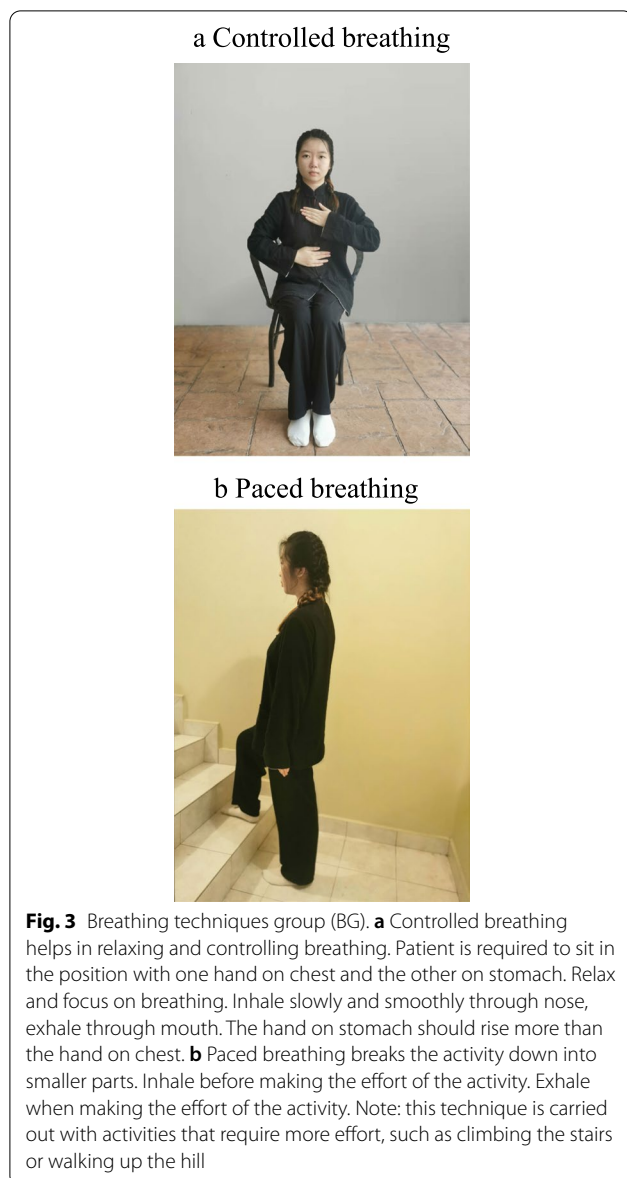 a Controlled breathing
b Paced breathing
Fig. 3 Breathing techniques group (BG). a Controlled breathing
helps in relaxing and controlling breathing. Patient is required to sit in
the position with one hand on chest and the other on stomach. Relax
and focus on breathing. Inhale slowly and smoothly through nose,
exhale through mouth. The hand on stomach should rise more than
the hand on chest. b Paced breathing breaks the activity down into
smaller parts. Inhale before making the effort of the activity. Exhale
when making the effort of the activity. Note: this technique is carried
out with activities that require more effort, such as climbing the stairs
or walking up the hill